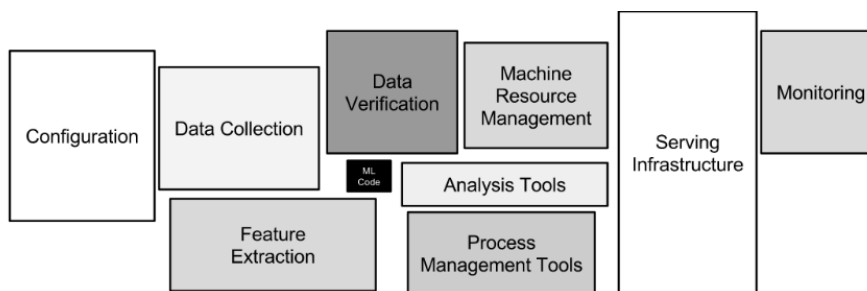 Configuration
Data Collection
Data
Verification
Machine
Resource
Management
Monitoring
Serving
Infrastructure
ML
Code
Analysis Tools
Feature
Extraction
Process
Management Tools